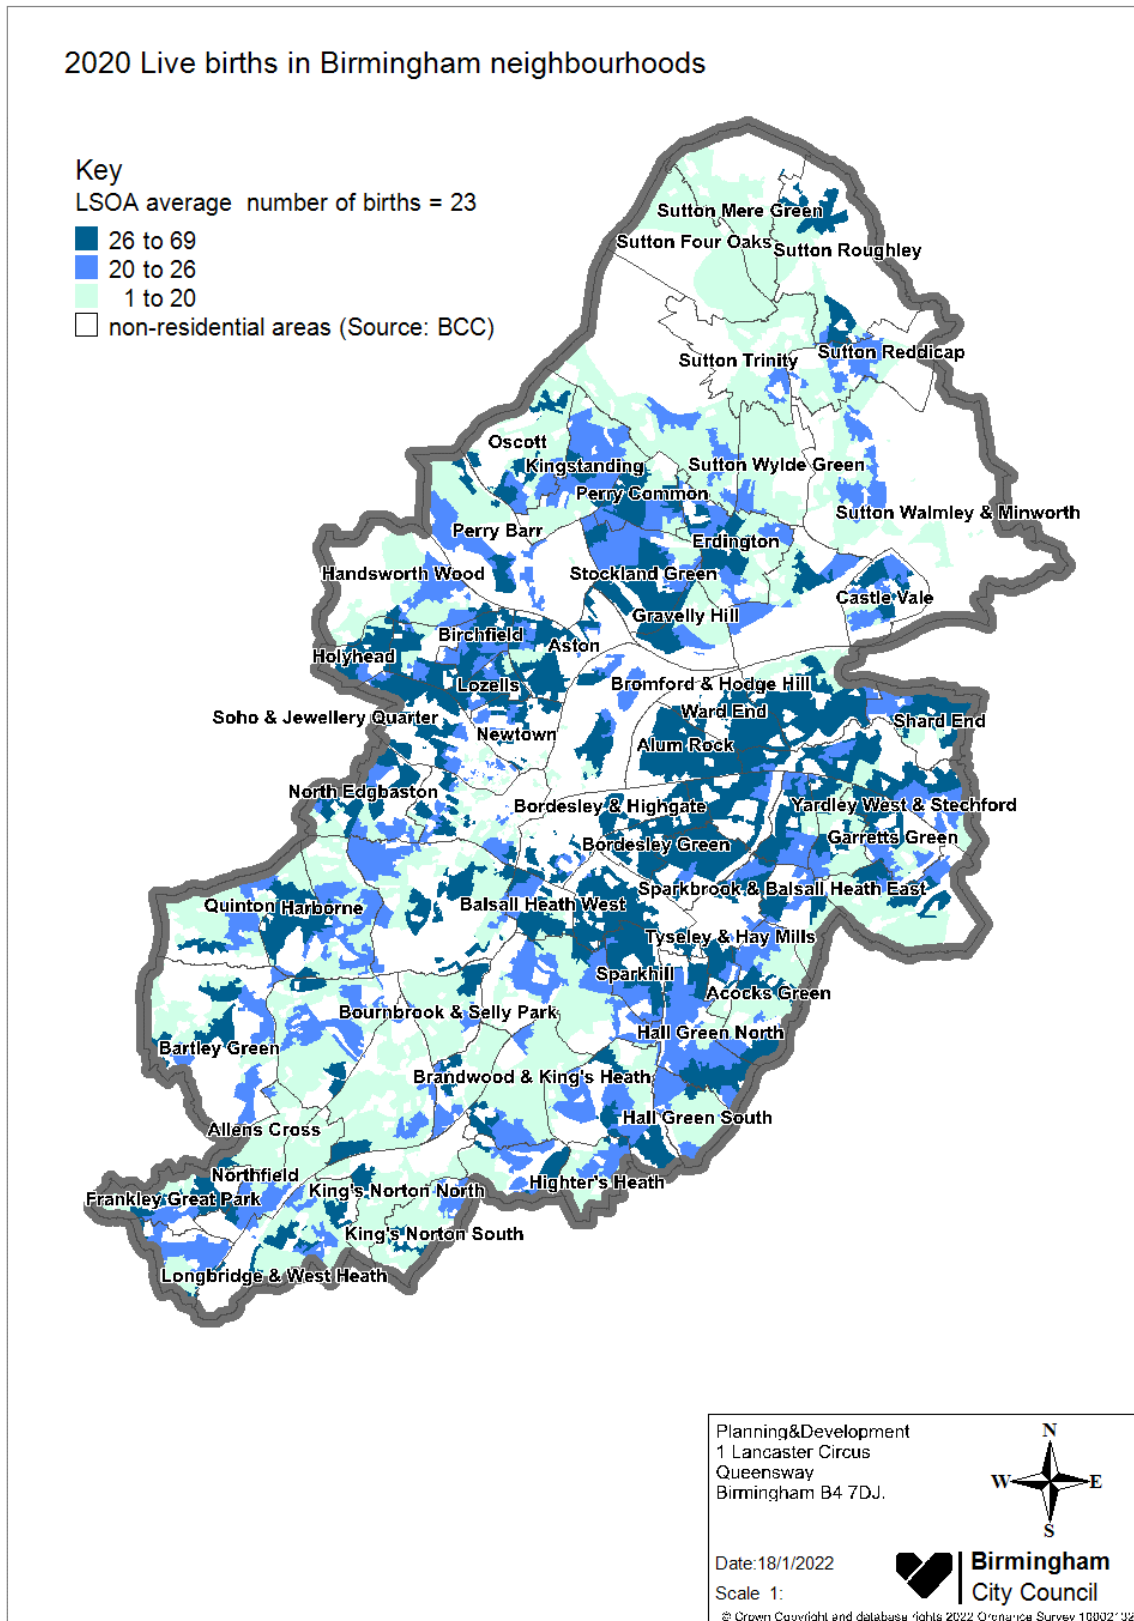 2020 Live births in Birmingham neighbourhoods
Key
LSOA average number of births = 23
26 to 69
20 to 26
1 to 20
non-residential areas (Source: BCC)
Sutton Mere Green
Sutton Four Oaks
Sutton Roughley
Sutton Trinity
Sutton Reddicap
Oscott
Kingstanding
Sutton Wylde Green
Perry Common
Sutton Walmley & Minworth
Perry Barr
Erdington
Handsworth Wood
Stockland Green
Castle Vale
Gravelly Hill
Birchfield
Aston
Holyhead
Lozells
Bromford & Hodge Hill
Ward End
Soho & Jewellery Quarter
Shard End
Newtown
Alum Rock
North Edgbaston
Bordesley & Highgate
Yardley West & Stechford
Bordesley Green
Garretts Green
Sparkbrook & Balsall Heath East
Quinton
Harborne
Balsall Heath West
Tyseley & Hay Mills
Sparkhill
Acocks Green
Bournbrook & Selly Park
Hall Green North
Bartley Green
Brandwood & King's Heath
Hall Green South
Allens Cross
Northfield
Frankley Great Park
King's Norton North
Highter's Heath
King's Norton South
Longbridge & West Heath
Planning&Development
1 Lancaster Circus
Queensway
Birmingham B4 7DJ.
N
W E
S
Date:18/1/2022
Scale 1:
Birmingham
City Council
© Crown Copyright and database rights 2022 Ordnance Survey